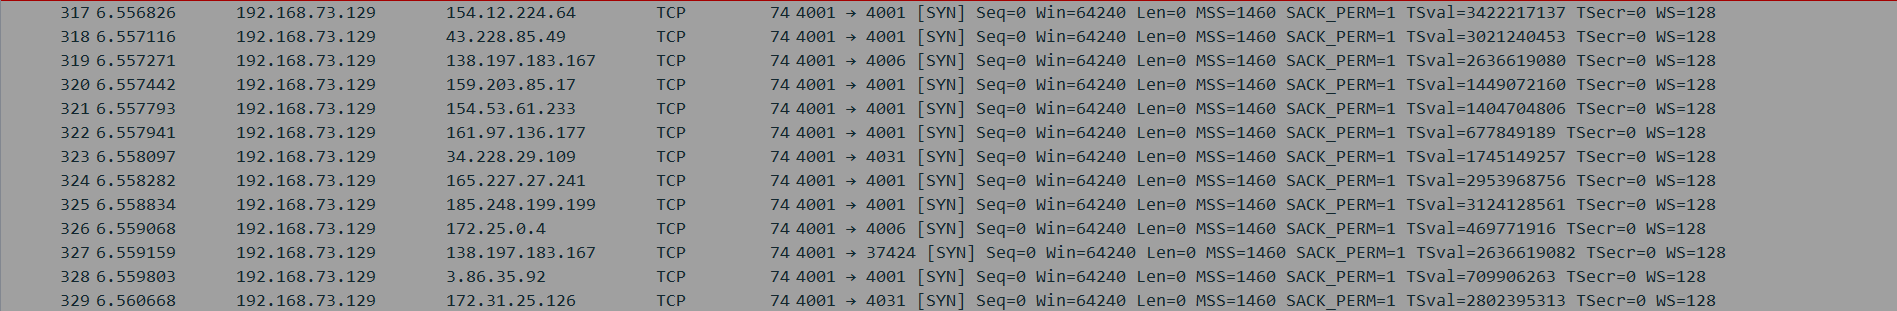 317 6.556826 192.168.73.129 154.12.224.64 TCP 74 4001 → 4001 [SYN] Seq=0 Win=64240 Len=0 MSS=1460 SACK_PERM=1 TSval=3422217137 TSecr=0 WS=128
318 6.557116 192.168.73.129 43.228.85.49 TCP 74 4001 → 4001 [SYN] Seq=0 Win=64240 Len=0 MSS=1460 SACK_PERM=1 TSval=3021240453 TSecr=0 WS=128
319 6.557271 192.168.73.129 138.197.183.167 TCP 74 4001 → 4006 [SYN] Seq=0 Win=64240 Len=0 MSS=1460 SACK_PERM=1 TSval=2636619080 TSecr=0 WS=128
320 6.557442 192.168.73.129 159.203.85.17 TCP 74 4001 → 4001 [SYN] Seq=0 Win=64240 Len=0 MSS=1460 SACK_PERM=1 TSval=1449072160 TSecr=0 WS=128
321 6.557793 192.168.73.129 154.53.61.233 TCP 74 4001 → 4001 [SYN] Seq=0 Win=64240 Len=0 MSS=1460 SACK_PERM=1 TSval=1404704806 TSecr=0 WS=128
322 6.557941 192.168.73.129 161.97.136.177 TCP 74 4001 → 4001 [SYN] Seq=0 Win=64240 Len=0 MSS=1460 SACK_PERM=1 TSval=677849189 TSecr=0 WS=128
323 6.558097 192.168.73.129 34.228.29.109 TCP 74 4001 → 4031 [SYN] Seq=0 Win=64240 Len=0 MSS=1460 SACK_PERM=1 TSval=1745149257 TSecr=0 WS=128
324 6.558282 192.168.73.129 165.227.27.241 TCP 74 4001 → 4001 [SYN] Seq=0 Win=64240 Len=0 MSS=1460 SACK_PERM=1 TSval=2953968756 TSecr=0 WS=128
325 6.558834 192.168.73.129 185.248.199.199 TCP 74 4001 → 4001 [SYN] Seq=0 Win=64240 Len=0 MSS=1460 SACK_PERM=1 TSval=3124128561 TSecr=0 WS=128
326 6.559068 192.168.73.129 172.25.0.4 TCP 74 4001 → 4006 [SYN] Seq=0 Win=64240 Len=0 MSS=1460 SACK_PERM=1 TSval=469771916 TSecr=0 WS=128
327 6.559159 192.168.73.129 138.197.183.167 TCP 74 4001 → 37424 [SYN] Seq=0 Win=64240 Len=0 MSS=1460 SACK_PERM=1 TSval=2636619082 TSecr=0 WS=128
328 6.559803 192.168.73.129 3.86.35.92 TCP 74 4001 → 4001 [SYN] Seq=0 Win=64240 Len=0 MSS=1460 SACK_PERM=1 TSval=709906263 TSecr=0 WS=128
329 6.560668 192.168.73.129 172.31.25.126 TCP 74 4001 → 4031 [SYN] Seq=0 Win=64240 Len=0 MSS=1460 SACK_PERM=1 TSval=2802395313 TSecr=0 WS=128